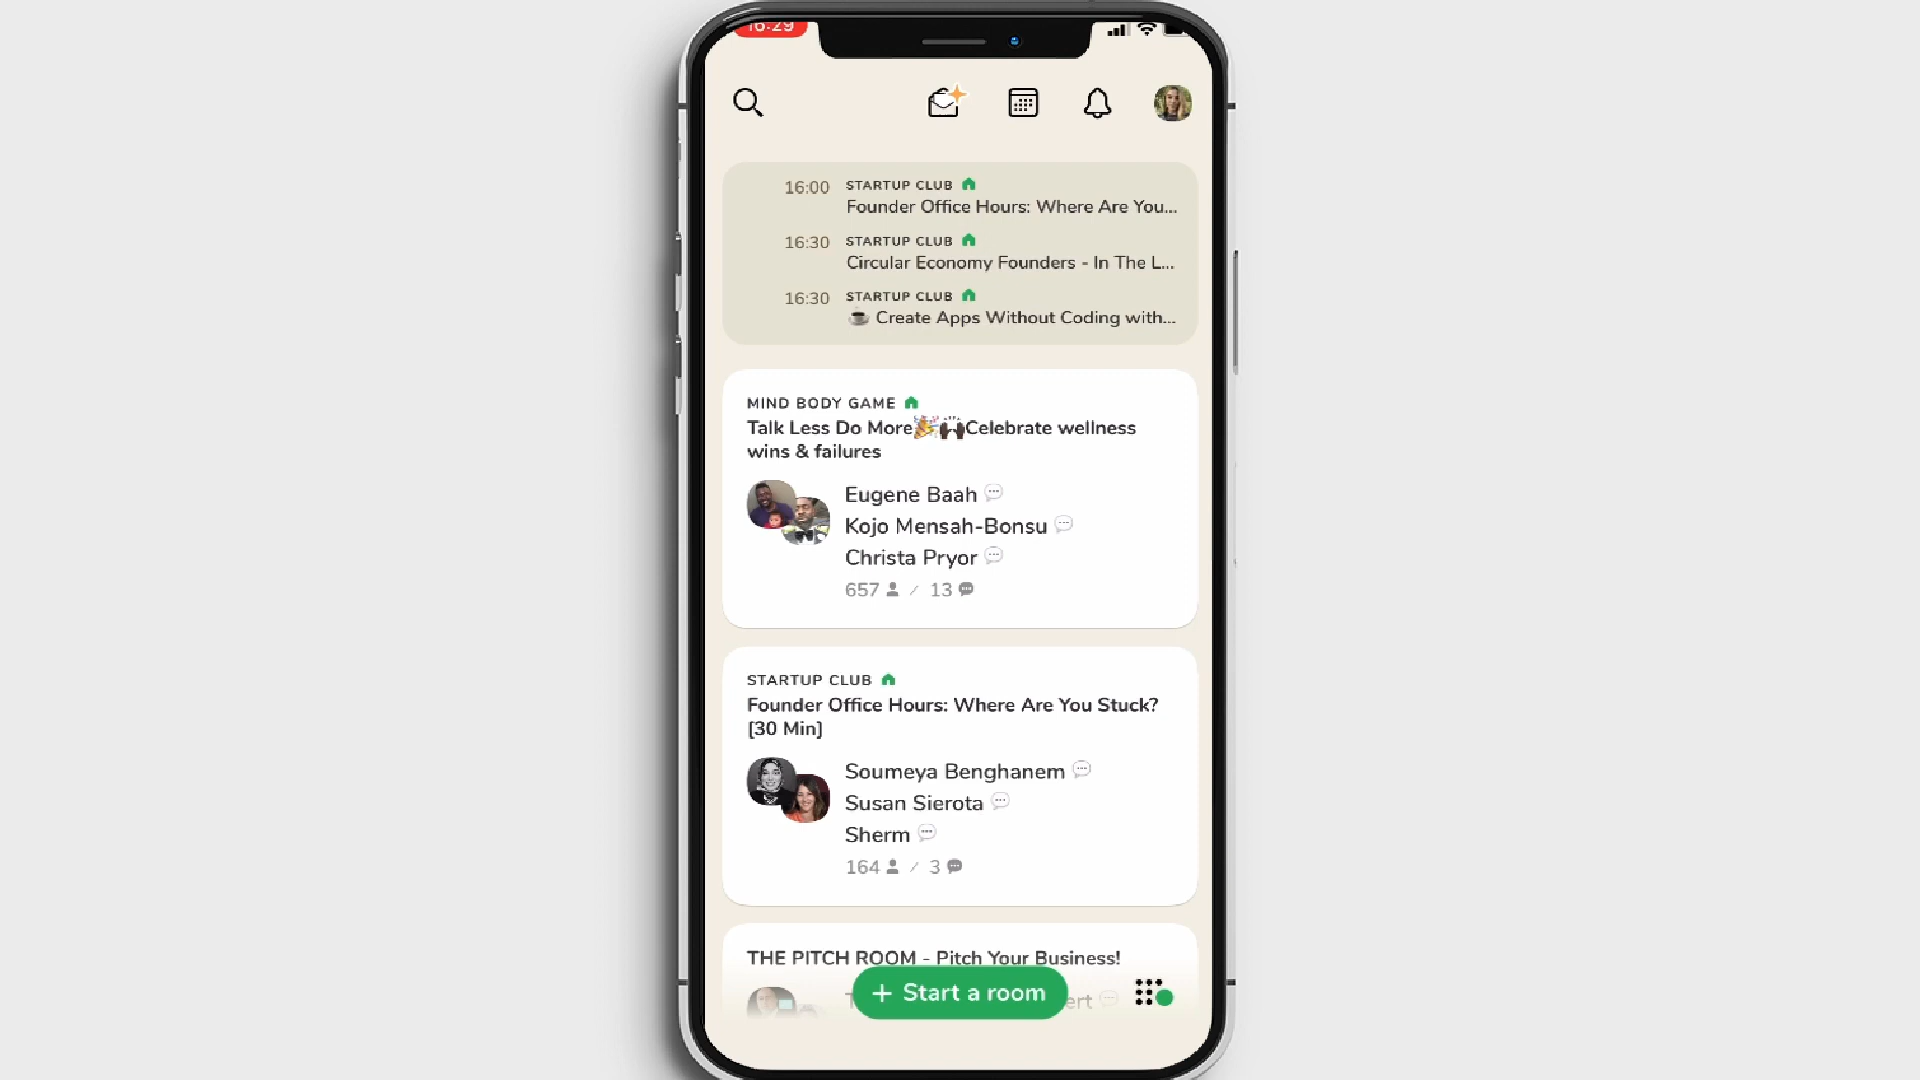 16:29
16:00 STARTUP CLUB
Founder Office Hours: Where Are You...
16:30 STARTUP CLUB
Circular Economy Founders - In The L...
16:30 STARTUP CLUB
Create Apps Without Coding with...
MIND BODY GAME
Talk Less Do More Celebrate wellness
wins & failures
Eugene Baah
Kojo Mensah-Bonsu
Christa Pryor
657 / 13
STARTUP CLUB
Founder Office Hours: Where Are You Stuck?
[30 Min]
Soumeya Benghanem
Susan Sierota
Sherm
164 / 3
THE PITCH ROOM - Pitch Your Business!
+ Start a room